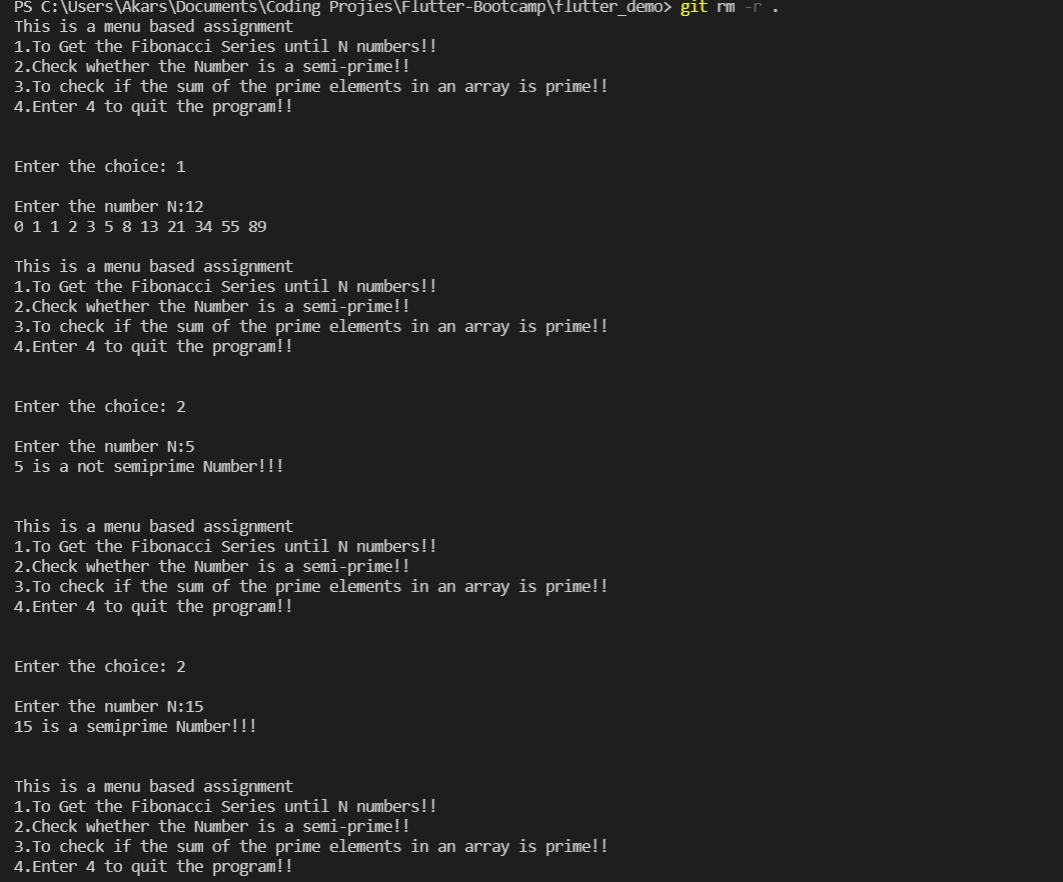 PS C:\Users\Akars\Documents\Coding Projies\Flutter-Bootcamp\flutter_demo> git rm -r .
This is a menu based assignment
1.To Get the Fibonacci Series until N numbers!!
2.Check whether the Number is a semi-prime!!
3.To check if the sum of the prime elements in an array is prime!!
4.Enter 4 to quit the program!!
Enter the choice: 1
Enter the number N:12
0 1 1 2 3 5 8 13 21 34 55 89
This is a menu based assignment
1.To Get the Fibonacci Series until N numbers!!
2.Check whether the Number is a semi-prime!!
3.To check if the sum of the prime elements in an array is prime!!
4.Enter 4 to quit the program!!
Enter the choice: 2
Enter the number N:5
5 is a not semiprime Number!!!
This is a menu based assignment
1.To Get the Fibonacci Series until N numbers!!
2.Check whether the Number is a semi-prime!!
3.To check if the sum of the prime elements in an array is prime!!
4.Enter 4 to quit the program!!
Enter the choice: 2
Enter the number N:15
15 is a semiprime Number!!!
This is a menu based assignment
1.To Get the Fibonacci Series until N numbers!!
2.Check whether the Number is a semi-prime!!
3.To check if the sum of the prime elements in an array is prime!!
4.Enter 4 to quit the program!!